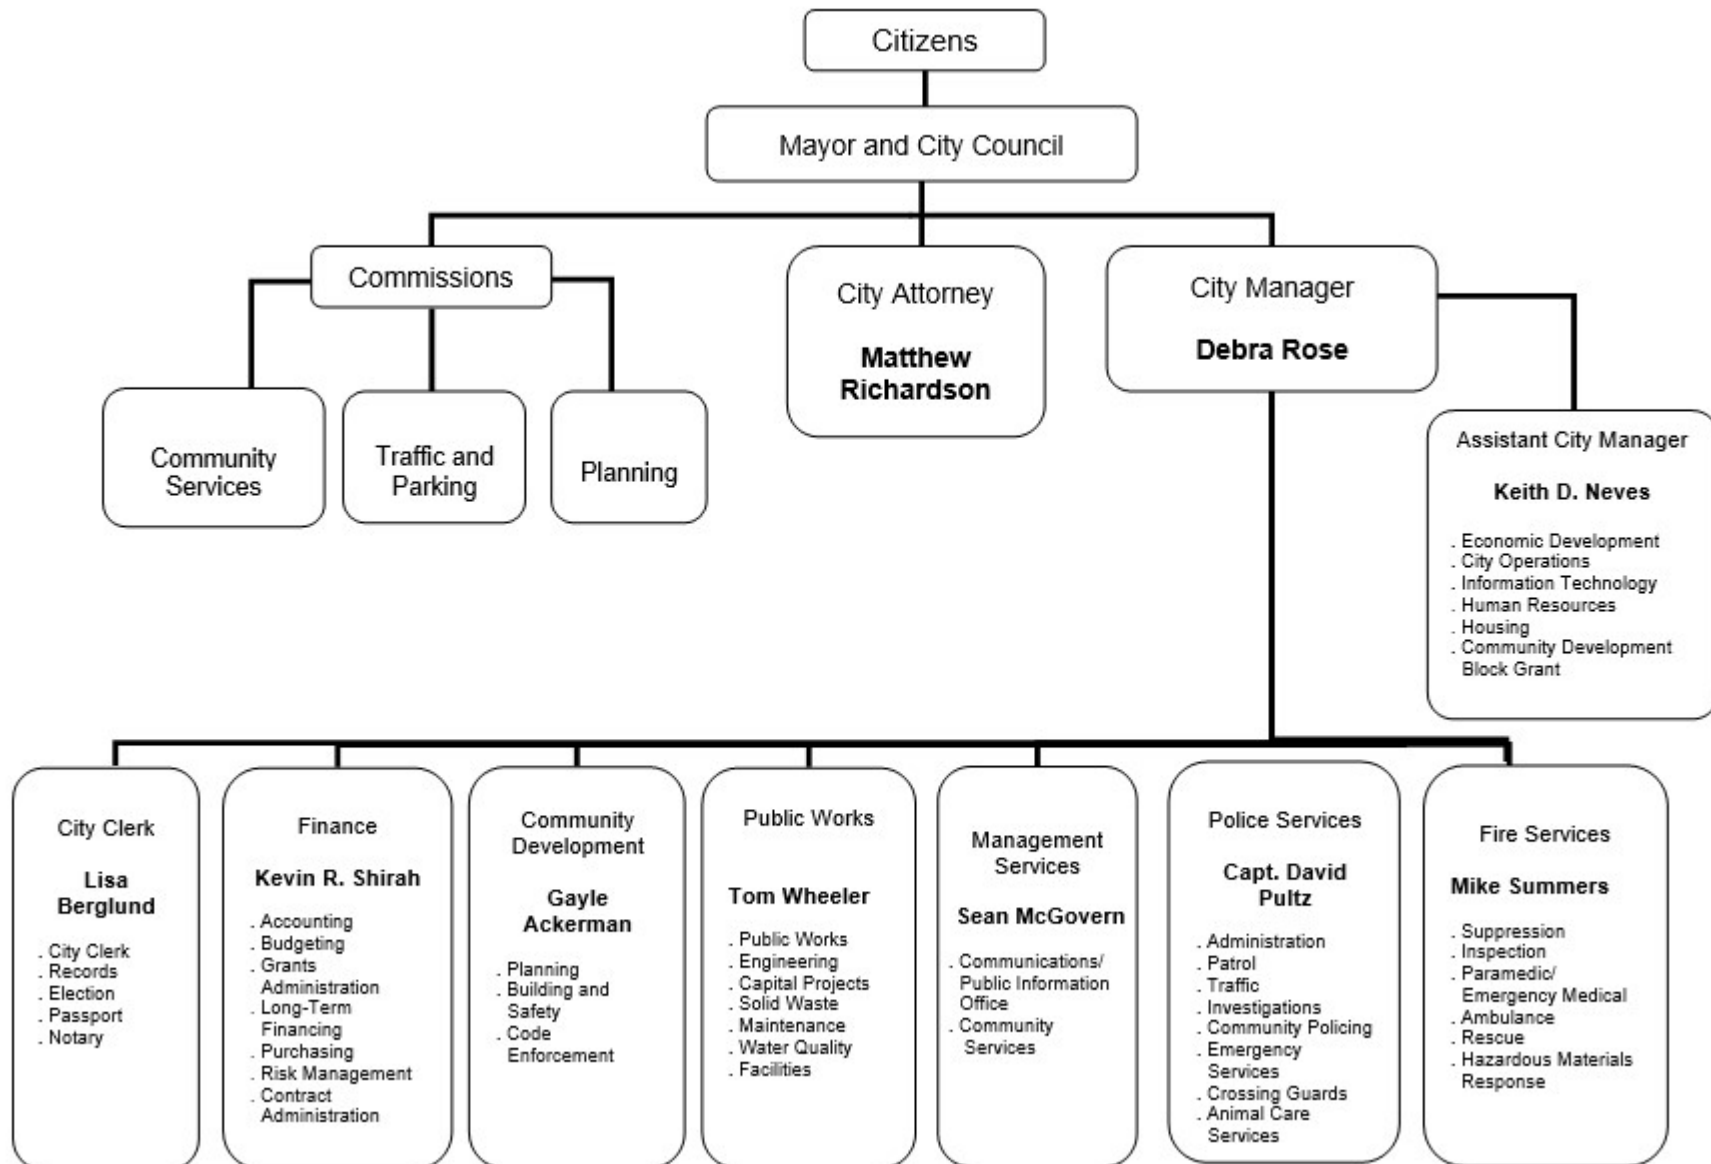 Citizens
Mayor and City Council
Commissions
Community
Services
Traffic and
Parking
Planning
City Attorney
Matthew
Richardson
City Manager
Debra Rose
Assistant City Manager
Keith D. Neves
. Economic Development
. City Operations
. Information Technology
. Human Resources
. Housing
. Community Development
Block Grant
City Clerk
Lisa
Berglund
. City Clerk
. Records
. Election
. Passport
. Notary
Finance
Kevin R. Shirah
. Accounting
. Budgeting
. Grants
Administration
. Long-Term
Financing
. Purchasing
. Risk Management
. Contract
Administration
Community
Development
Gayle
Ackerman
. Planning
. Building and
Safety
. Code
Enforcement
Public Works
Tom Wheeler
. Public Works
. Engineering
. Capital Projects
. Solid Waste
. Maintenance
. Water Quality
. Facilities
Management
Services
Sean McGovern
. Communications/
Public Information
Office
. Community
Services
Police Services
Capt. David
Pultz
. Administration
. Patrol
. Traffic
. Investigations
. Community Policing
. Emergency
Services
. Crossing Guards
. Animal Care
Services
Fire Services
Mike Summers
. Suppression
. Inspection
. Paramedic/
Emergency Medical
. Ambulance
. Rescue
. Hazardous Materials
Response